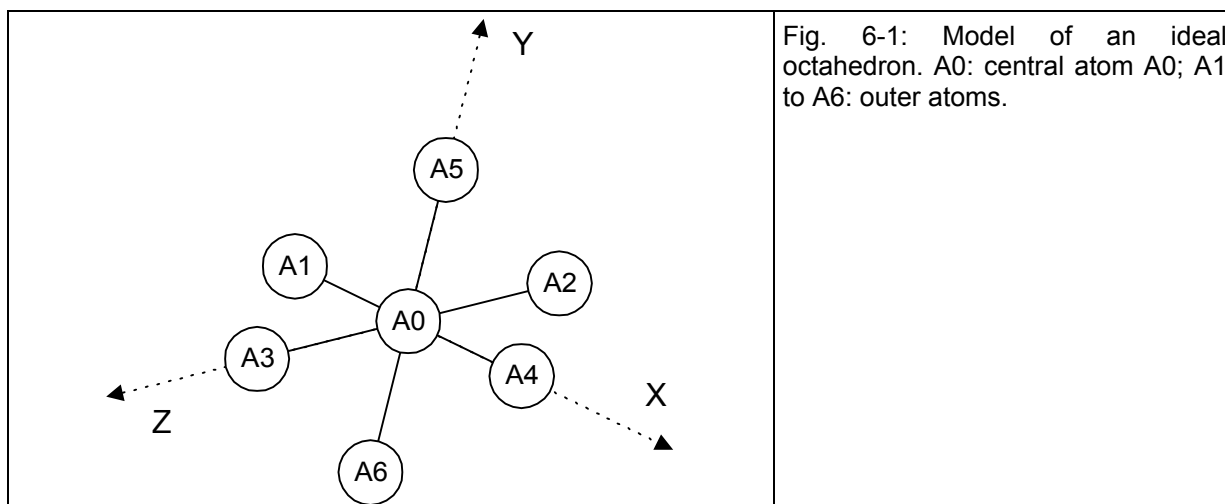 Y
A5
A1
A2
A0
A3
A4
X
Z
A6
Fig. 6-1: Model of an ideal
octahedron. A0: central atom A0; A1
to A6: outer atoms.